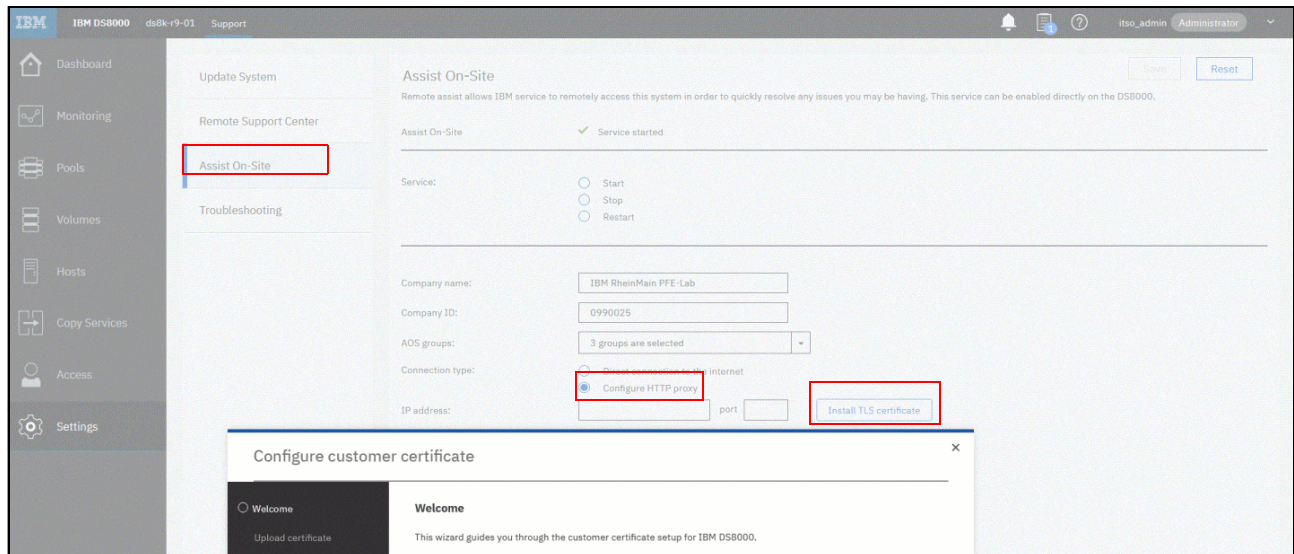 IBM IBM DS8000 ds8k-r9-01 Support 1 ? itso_admin Administrator
Dashboard
Monitoring
Pools
Volumes
Hosts
Copy Services
Access
Settings
Update System
Remote Support Center
Assist On-Site
Troubleshooting
Assist On-Site
Save Reset
Remote assist allows IBM service to remotely access this system in order to quickly resolve any issues you may be having. This service can be enabled directly on the DS8000.
Assist On-Site Service started
Service: Start
Stop
Restart
Company name: IBM RheinMain PFE-Lab
Company ID: 0990025
AOS groups: 3 groups are selected
Connection type: Direct connection to the internet
Configure HTTP proxy
IP address: port Install TLS certificate
Configure customer certificate
Welcome
Upload certificate
Welcome
This wizard guides you through the customer certificate setup for IBM DS8000.